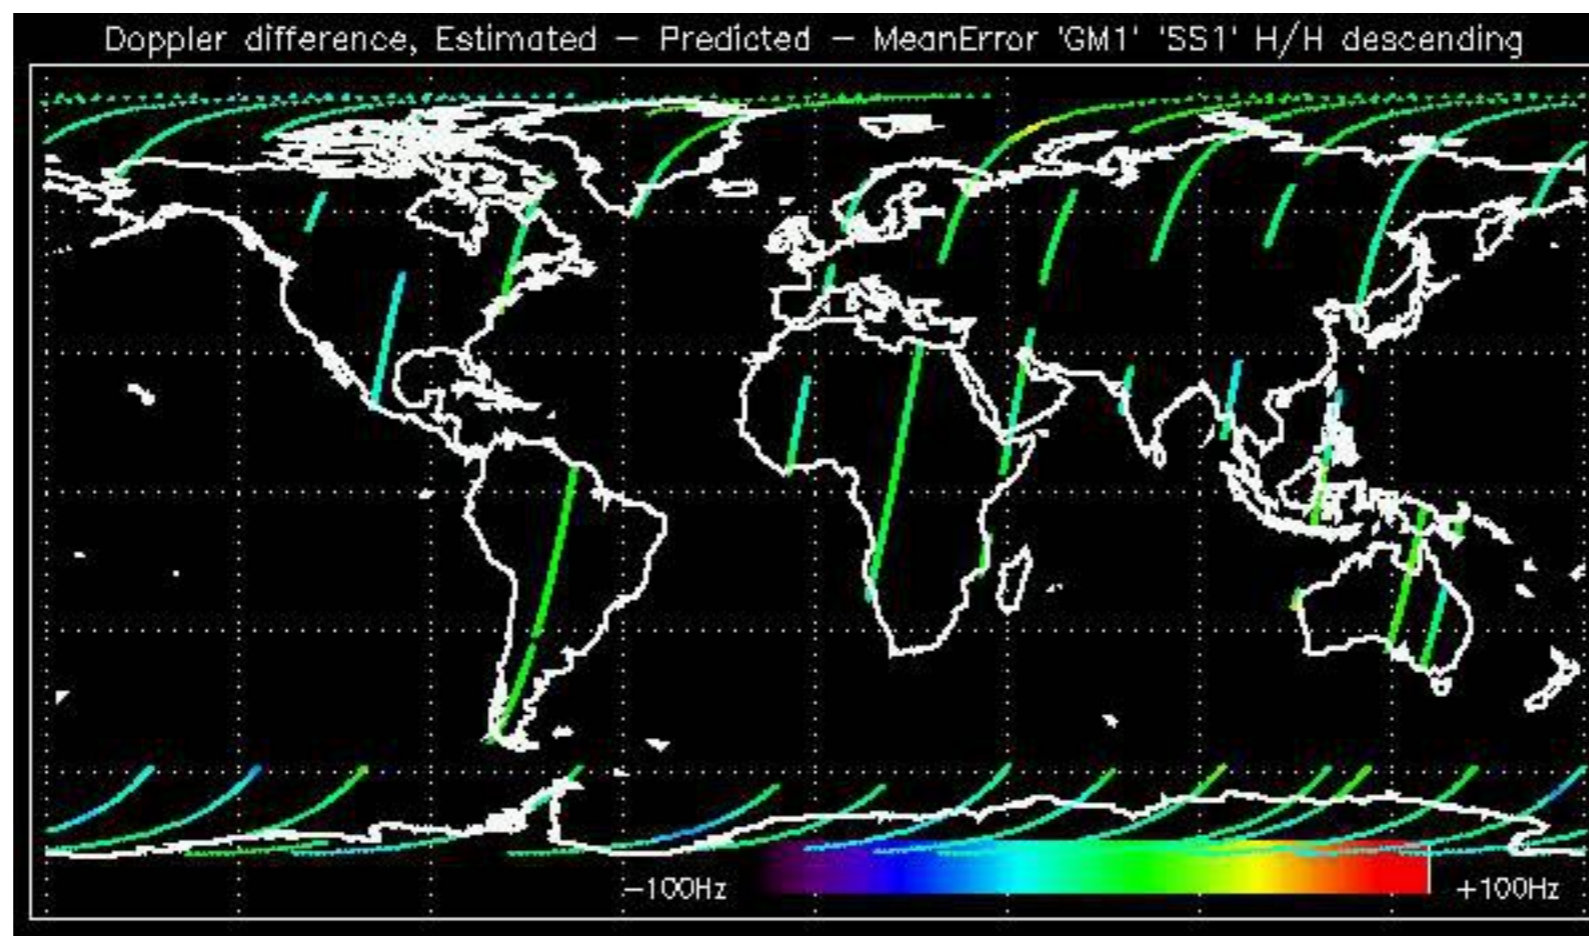 Doppler difference, Estimated - Predicted - MeanError 'GM1' 'SS1' H/H descending
-100Hz
+100Hz